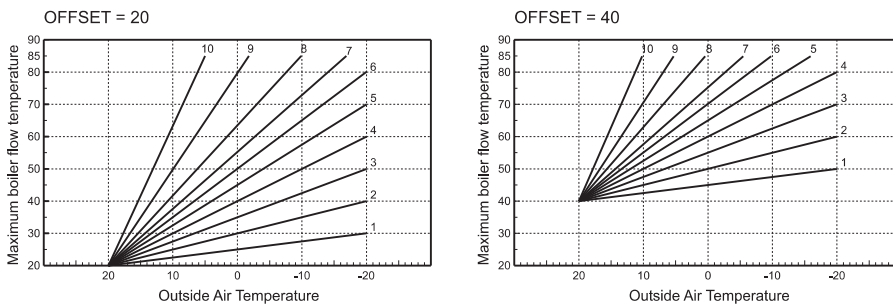 OFFSET = 20
90
85
80
70
60
50
40
30
20
Maximum boiler flow temperature
10 9 8 7
6
5
4
3
2
1
20 10 0 -10 -20
Outside Air Temperature
OFFSET = 40
90
85
80
70
60
50
40
30
20
Maximum boiler flow temperature
10 9 8 7 6 5
4
3
2
1
20 10 0 -10 -20
Outside Air Temperature